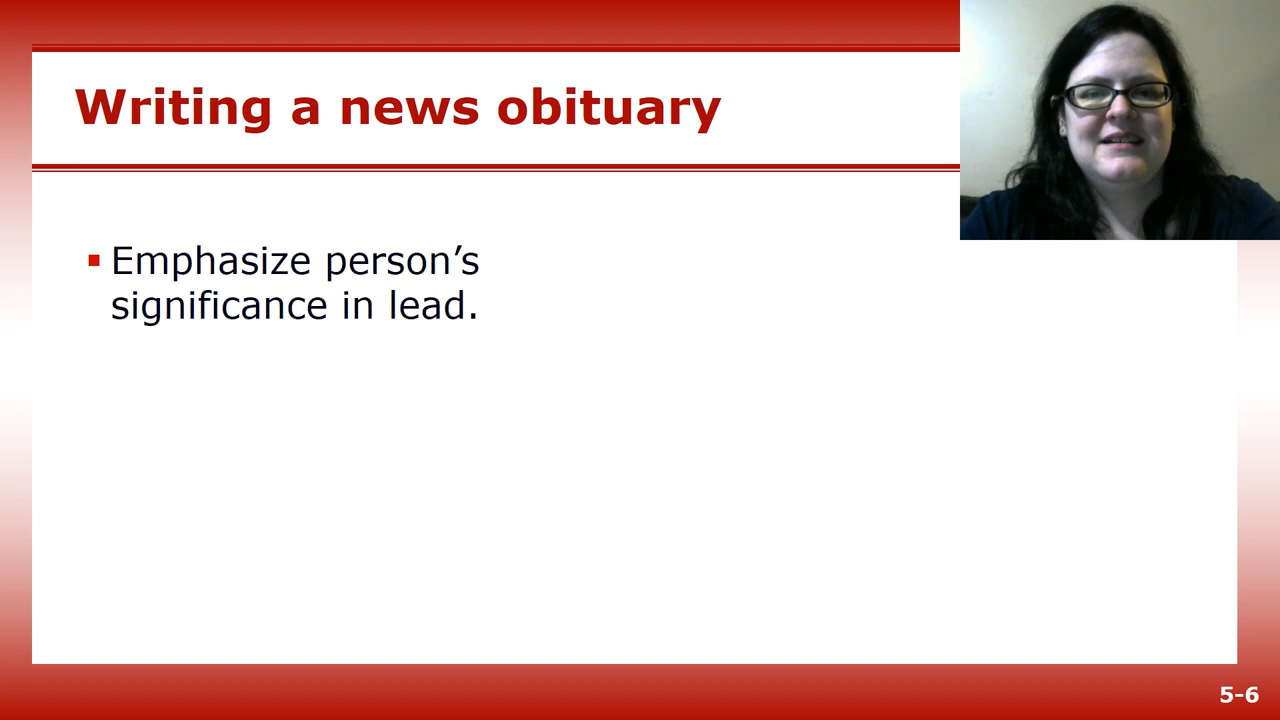 Writing a news obituary
▪ Emphasize person’s
significance in lead.
5-6